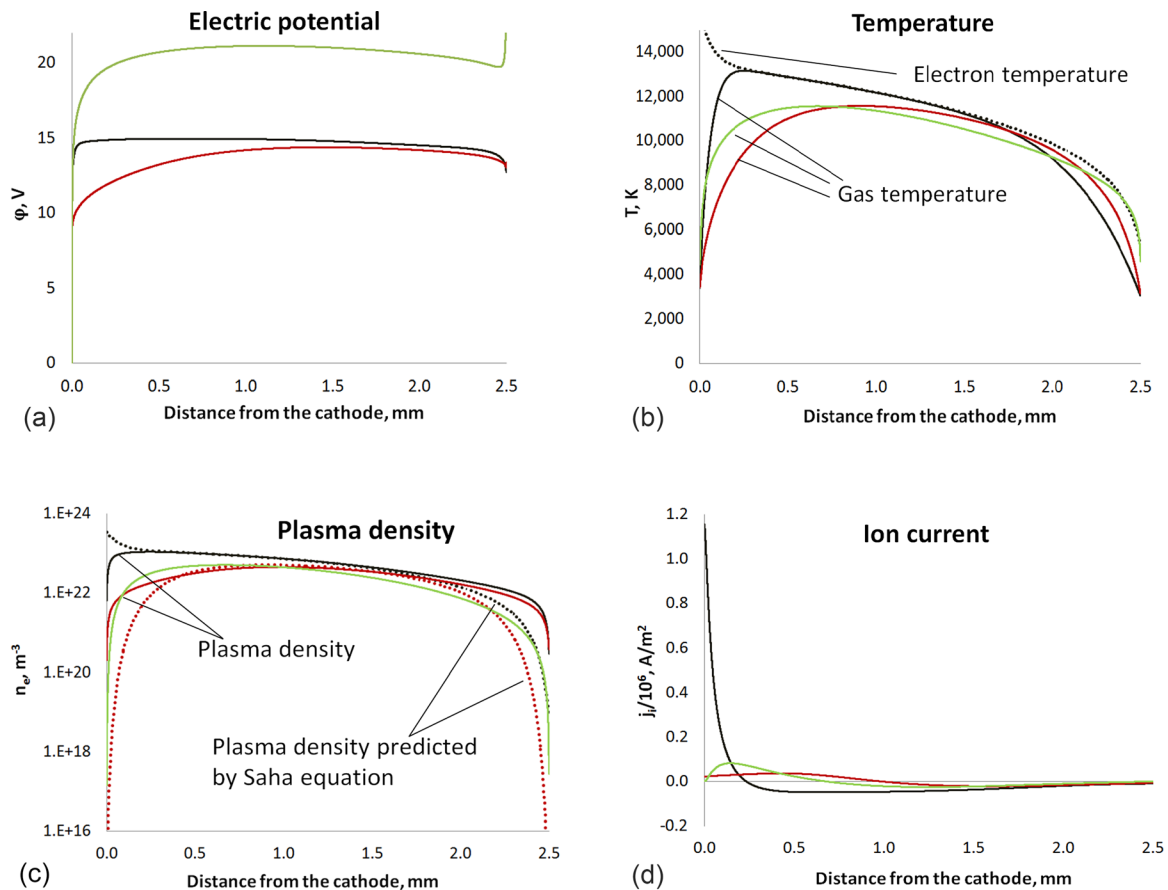 Electric potential
20
15
10
5
0
φ, V
0.0 0.5 1.0 1.5 2.0 2.5
Distance from the cathode, mm
(a)
Temperature
14,000
12,000
10,000
8,000
6,000
4,000
2,000
0
T, K
Electron temperature
Gas temperature
0.0 0.5 1.0 1.5 2.0 2.5
Distance from the cathode, mm
(b)
Plasma density
1.E+24
1.E+22
1.E+20
1.E+18
1.E+16
nₑ, m⁻³
Plasma density
Plasma density predicted
by Saha equation
0.0 0.5 1.0 1.5 2.0 2.5
Distance from the cathode, mm
(c)
Ion current
1.2
1.0
0.8
0.6
0.4
0.2
0.0
-0.2
jᵢ/10⁶, A/m²
0.0 0.5 1.0 1.5 2.0 2.5
Distance from the cathode, mm
(d)